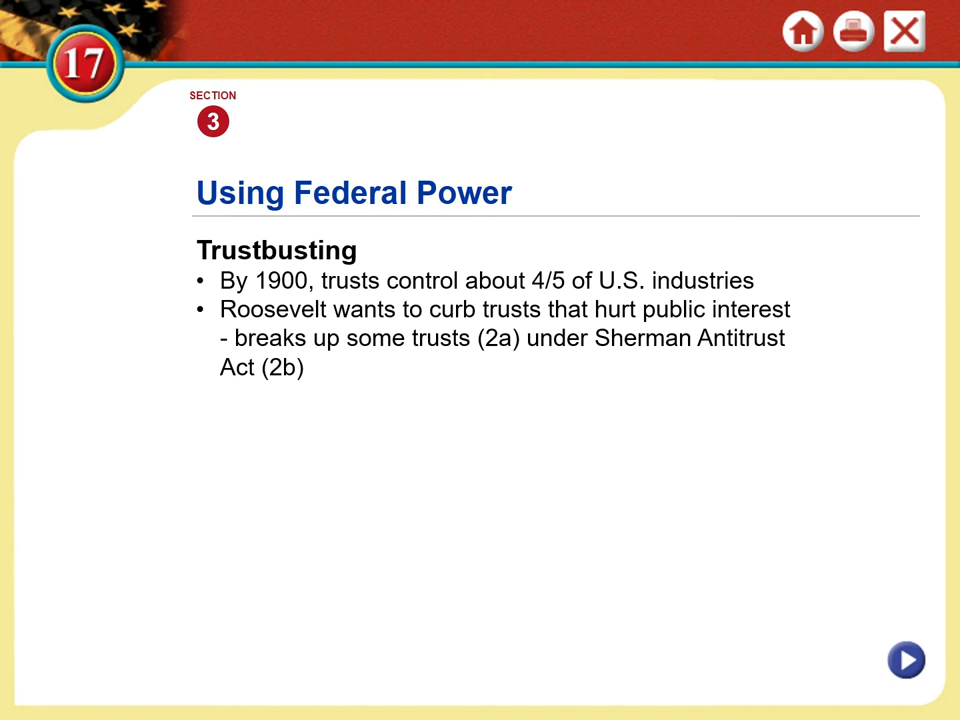 17
SECTION
3
Using Federal Power
Trustbusting
• By 1900, trusts control about 4/5 of U.S. industries
• Roosevelt wants to curb trusts that hurt public interest
- breaks up some trusts (2a) under Sherman Antitrust
Act (2b)